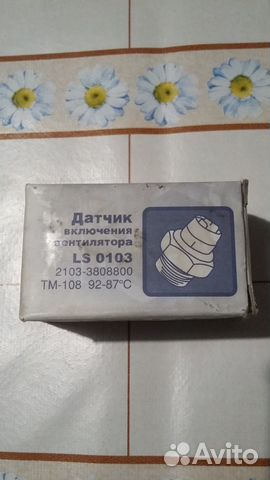 Датчик
включения
вентилятора
LS 0103
2103-3808800
ТМ-108 92-87°С
Avito